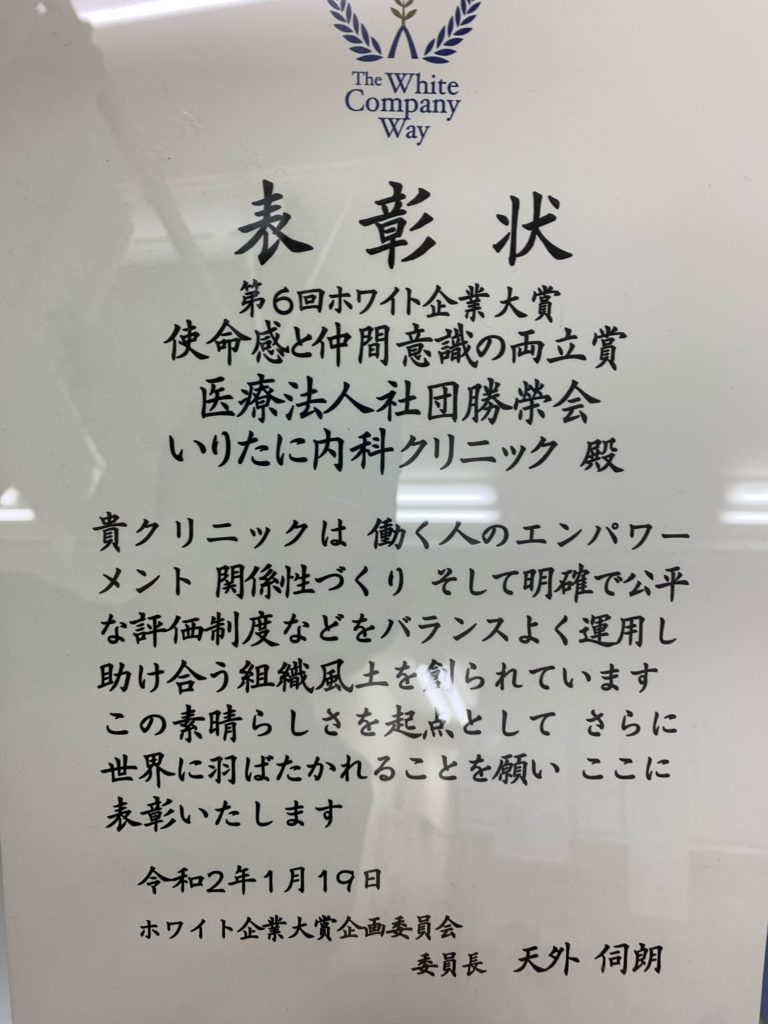 The White
Company
Way
表彰状
第6回ホワイト企業大賞
使命感と仲間意識の両立賞
医療法人社団勝榮会
いりたに内科クリニック 殿
貴クリニックは 働く人のエンパワー
メント 関係性づくり そして明確で公平
な評価制度などをバランスよく運用し
助け合う組織風土を創られています
この素晴らしさを起点として さらに
世界に羽ばたかれることを願い ここに
表彰いたします
令和2年1月19日
ホワイト企業大賞企画委員会
委員長 天外 伺朗